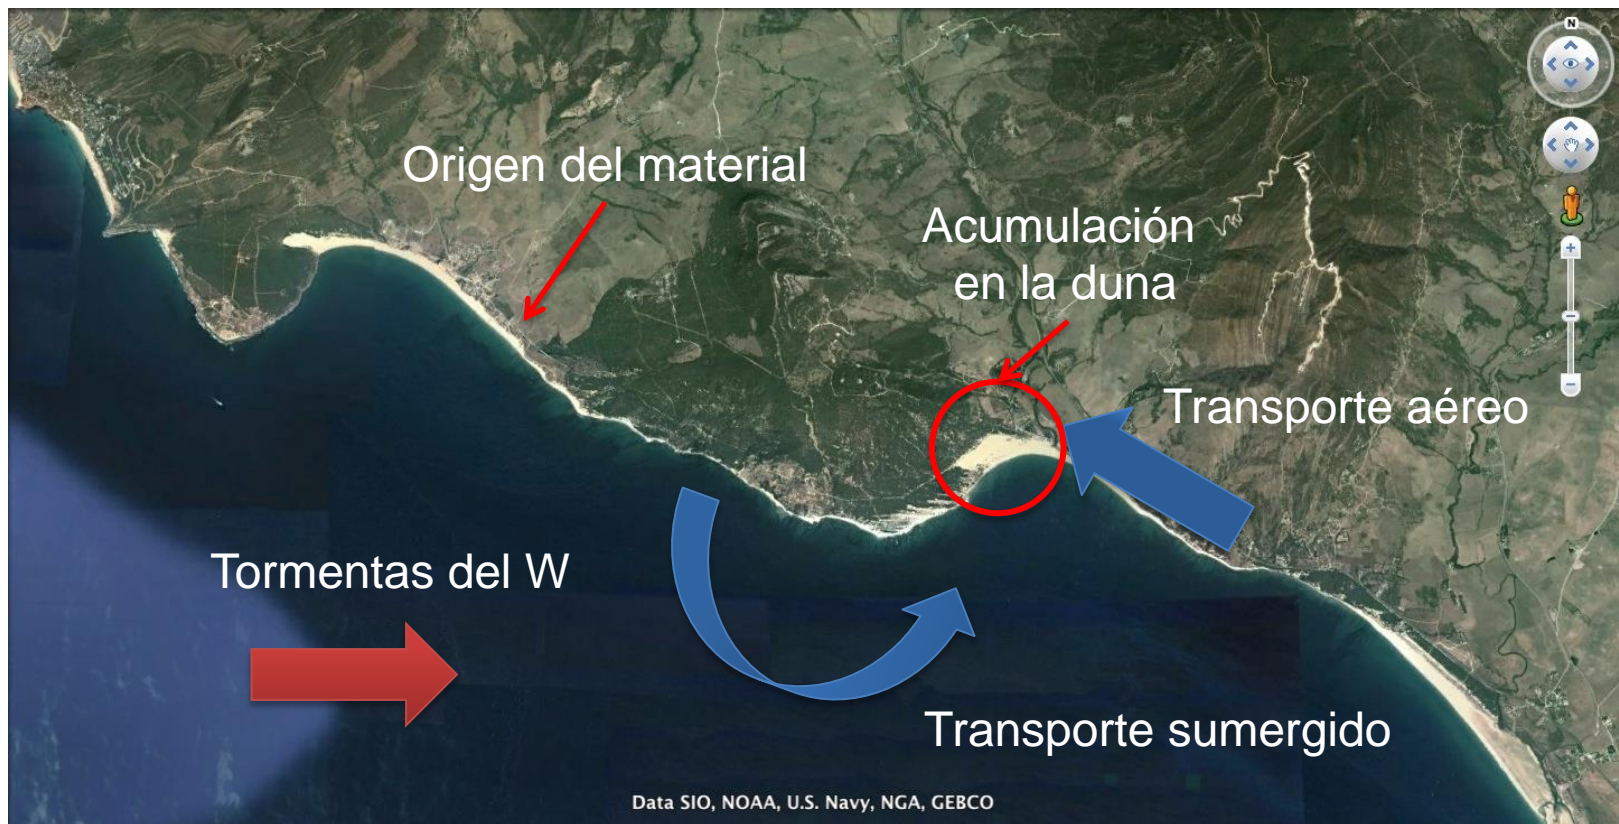 N
Origen del material
Acumulación
en la duna
Transporte aéreo
Tormentas del W
Transporte sumergido
Data SIO, NOAA, U.S. Navy, NGA, GEBCO